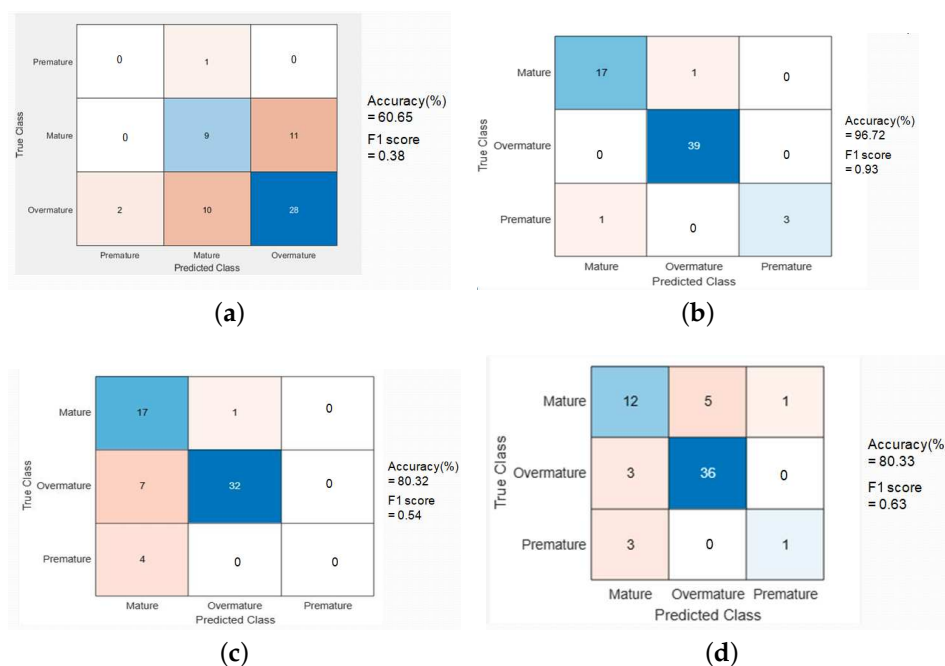 Premature 0 1 0
Mature 0 9 11
Overmature 2 10 28
Premature Mature Overmature
Predicted Class
True Class
Accuracy(%)
= 60.65
F1 score
= 0.38
(a)
Mature 17 1 0
Overmature 0 39 0
Premature 1 0 3
Mature Overmature Premature
Predicted Class
True Class
Accuracy(%)
= 96.72
F1 score
= 0.93
(b)
Mature 17 1 0
Overmature 7 32 0
Premature 4 0 0
Mature Overmature Premature
Predicted Class
True Class
Accuracy(%)
= 80.32
F1 score
= 0.54
(c)
Mature 12 5 1
Overmature 3 36 0
Premature 3 0 1
Mature Overmature Premature
Predicted Class
True Class
Accuracy(%
= 80.33
F1 score
= 0.63
(d)